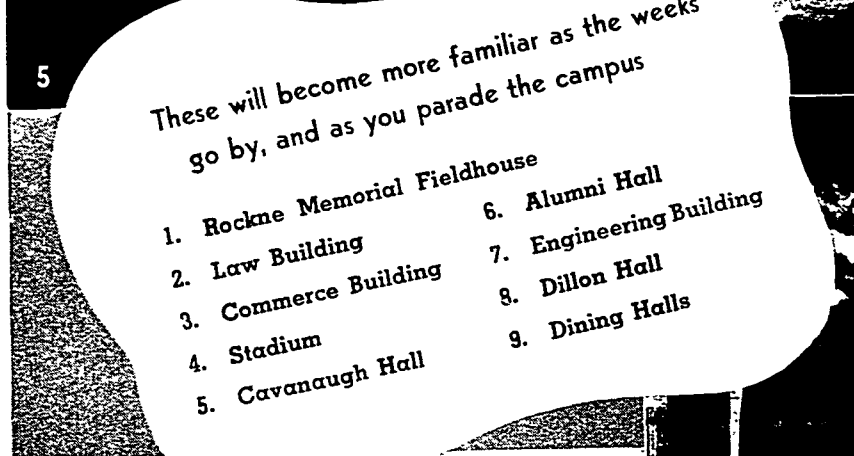 5
These will become more familiar as the weeks
go by, and as you parade the campus
1. Rockne Memorial Fieldhouse
2. Law Building
3. Commerce Building
4. Stadium
5. Cavanaugh Hall
6. Alumni Hall
7. Engineering Building
8. Dillon Hall
9. Dining Halls